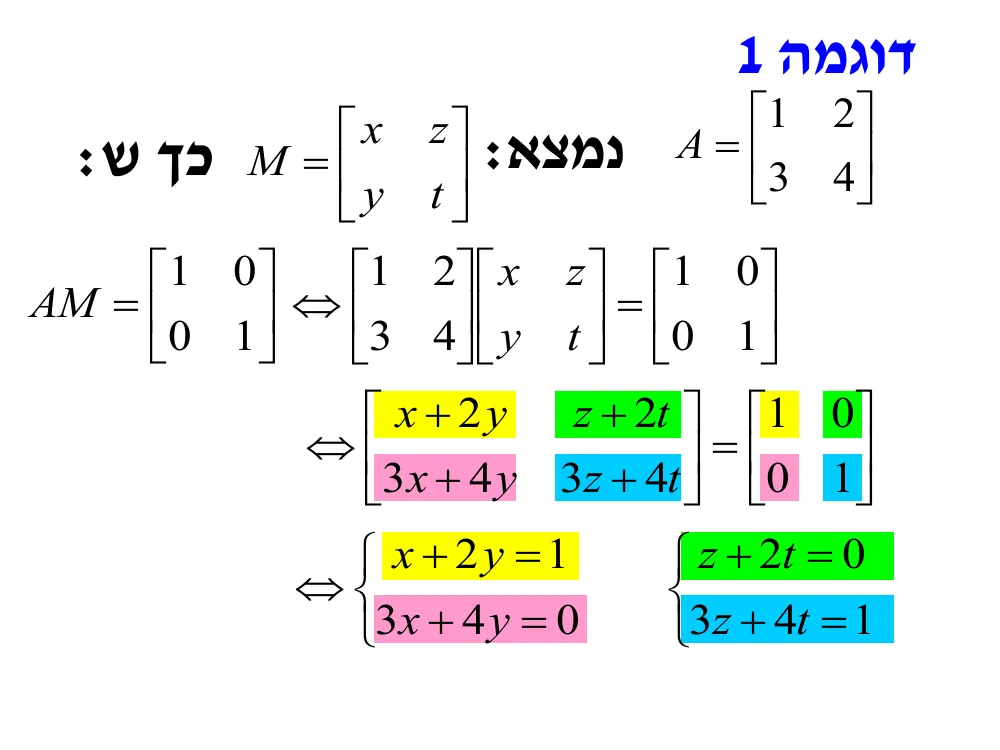 דוגמה 1
A = [1 2; 3 4] נמצא: M = [x z; y t] כך ש:
AM = [1 0; 0 1] ⇔ [1 2; 3 4][x z; y t] = [1 0; 0 1]
⇔ [x + 2y z + 2t; 3x + 4y 3z + 4t] = [1 0; 0 1]
⇔ { x + 2y = 1 { z + 2t = 0
3x + 4y = 0 3z + 4t = 1